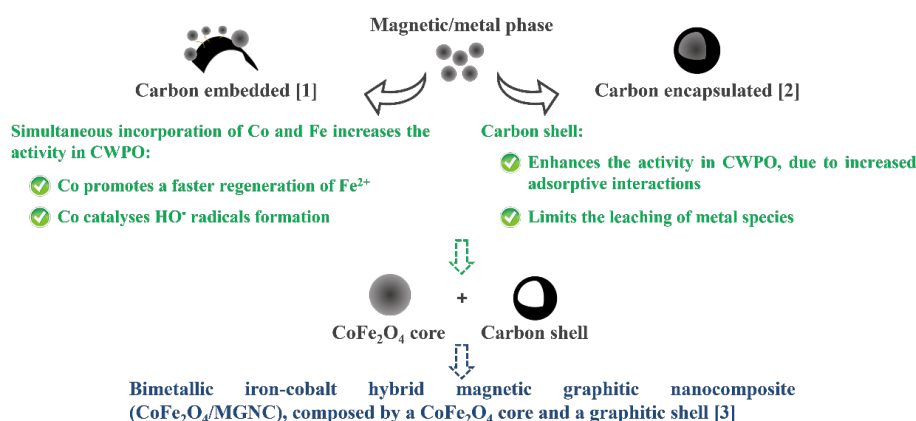 Magnetic/metal phase
Carbon embedded [1]
Carbon encapsulated [2]
Simultaneous incorporation of Co and Fe increases the
activity in CWPO:
Co promotes a faster regeneration of Fe²⁺
Co catalyses HO• radicals formation
Carbon shell:
Enhances the activity in CWPO, due to increased
adsorptive interactions
Limits the leaching of metal species
+
CoFe₂O₄ core
Carbon shell
Bimetallic iron-cobalt hybrid magnetic graphitic nanocomposite
(CoFe₂O₄/MGNC), composed by a CoFe₂O₄ core and a graphitic shell [3]